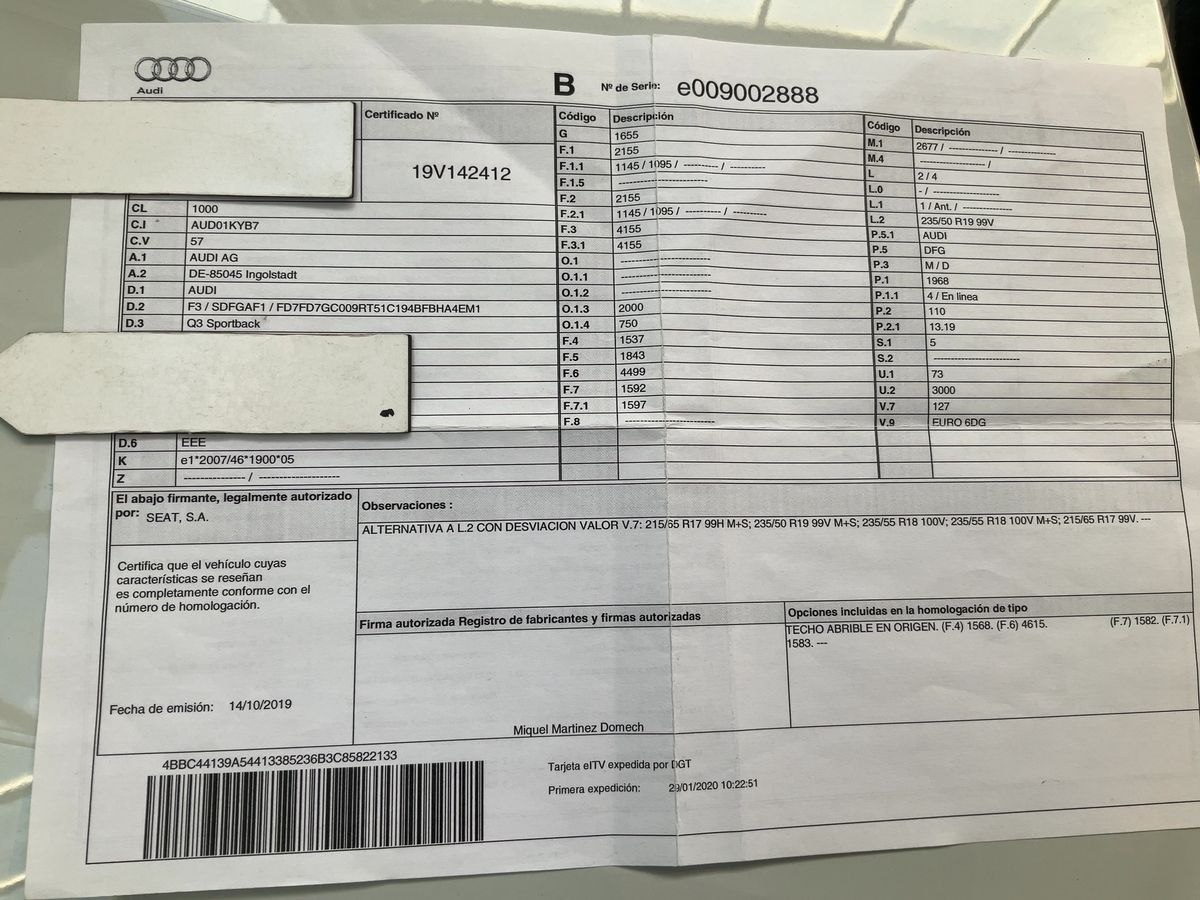 Audi
B Nº de Serie: e009002888
Certificado Nº
19V142412
CL 1000
C.I AUD01KYB7
C.V 57
A.1 AUDI AG
A.2 DE-85045 Ingolstadt
D.1 AUDI
D.2 F3 / SDFGAF1 / FD7FD7GC009RT51C194BFBHA4EM1
D.3 Q3 Sportback
D.6 EEE
K e1*2007/46*1900*05
Z --------------- / --------------------
Código Descripción
G 1655
F.1 2155
F.1.1 1145 / 1095 / --------- / ---------
F.1.5 ----------------------
F.2 2155
F.2.1 1145 / 1095 / --------- / ---------
F.3 4155
F.3.1 4155
O.1 ----------------------
O.1.1 ----------------------
O.1.2 ----------------------
O.1.3 2000
O.1.4 750
F.4 1537
F.5 1843
F.6 4499
F.7 1592
F.7.1 1597
F.8 ----------------------
Código Descripción
M.1 2677 / ------------ / ------------
M.4 ---------------- /
L 2 / 4
L.0 - / ----------------
L.1 1 / Ant. / ------------
L.2 235/50 R19 99V
P.5.1 AUDI
P.5 DFG
P.3 M / D
P.1 1968
P.1.1 4 / En linea
P.2 110
P.2.1 13.19
S.1 5
S.2 ----------------------
U.1 73
U.2 3000
V.7 127
V.9 EURO 6DG
El abajo firmante, legalmente autorizado
por: SEAT, S.A.
Certifica que el vehículo cuyas
características se reseñan
es completamente conforme con el
número de homologación.
Fecha de emisión: 14/10/2019
Observaciones :
ALTERNATIVA A L.2 CON DESVIACION VALOR V.7: 215/65 R17 99H M+S; 235/50 R19 99V M+S; 235/55 R18 100V; 235/55 R18 100V M+S; 215/65 R17 99V. ---
Firma autorizada Registro de fabricantes y firmas autorizadas
Miquel Martinez Domech
Opciones incluidas en la homologación de tipo
TECHO ABRIBLE EN ORIGEN. (F.4) 1568. (F.6) 4615. (F.7) 1582. (F.7.1)
1583. ---
4BBC44139A54413385236B3C85822133
Tarjeta eITV expedida por DGT
Primera expedición: 29/01/2020 10:22:51